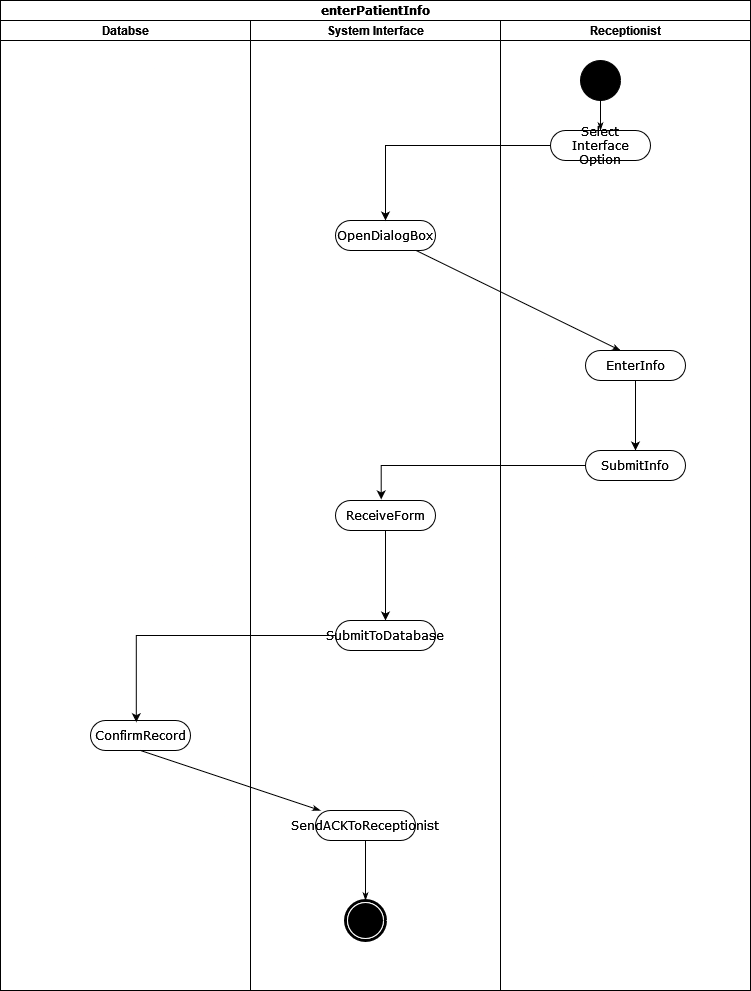 enterPatientInfo
Databse
System Interface
Receptionist
Select
Interface
Option
OpenDialogBox
EnterInfo
SubmitInfo
ReceiveForm
SubmitToDatabase
ConfirmRecord
SendACKToReceptionist